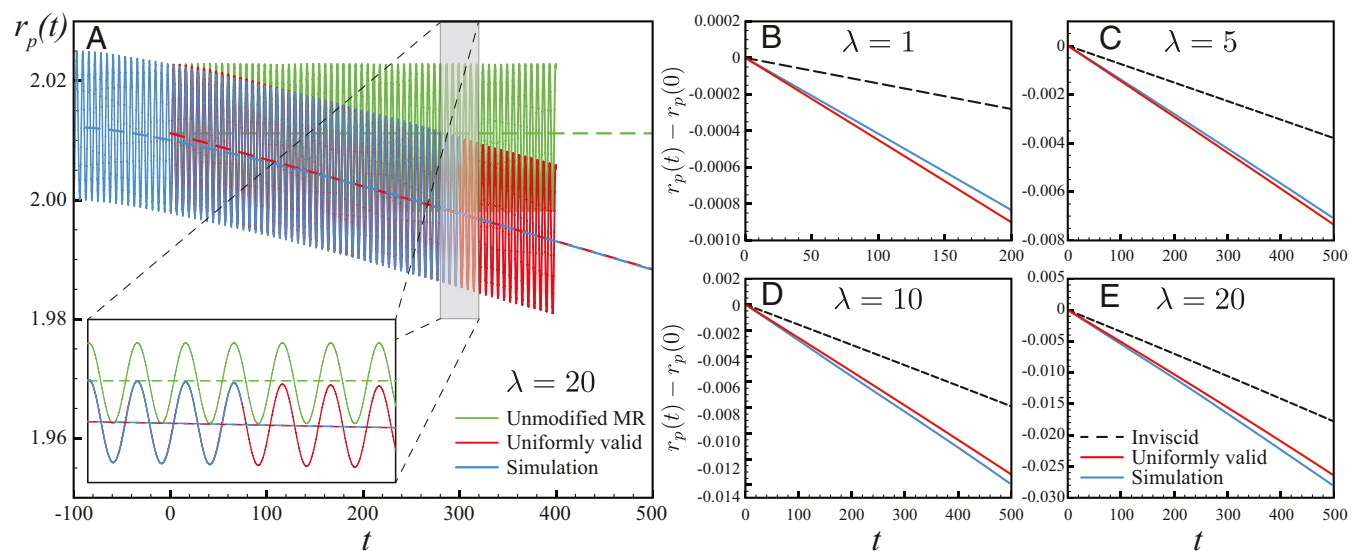 r_p(t)
A
2.02
2.00
1.98
1.96
λ = 20
Unmodified MR
Uniformly valid
Simulation
-100 0 100 200 300 400 500
t
B
λ = 1
0.0002
0
-0.0002
-0.0004
-0.0006
-0.0008
-0.0010
r_p(t) − r_p(0)
0 50 100 150 200
C
λ = 5
0
-0.002
-0.004
-0.006
-0.008
0 100 200 300 400 500
D
λ = 10
0.002
0
-0.002
-0.004
-0.006
-0.008
-0.010
-0.012
-0.014
r_p(t) − r_p(0)
0 100 200 300 400 500
t
E
λ = 20
0.005
0
-0.005
-0.010
-0.015
-0.020
-0.025
-0.030
Inviscid
Uniformly valid
Simulation
0 100 200 300 400 500
t